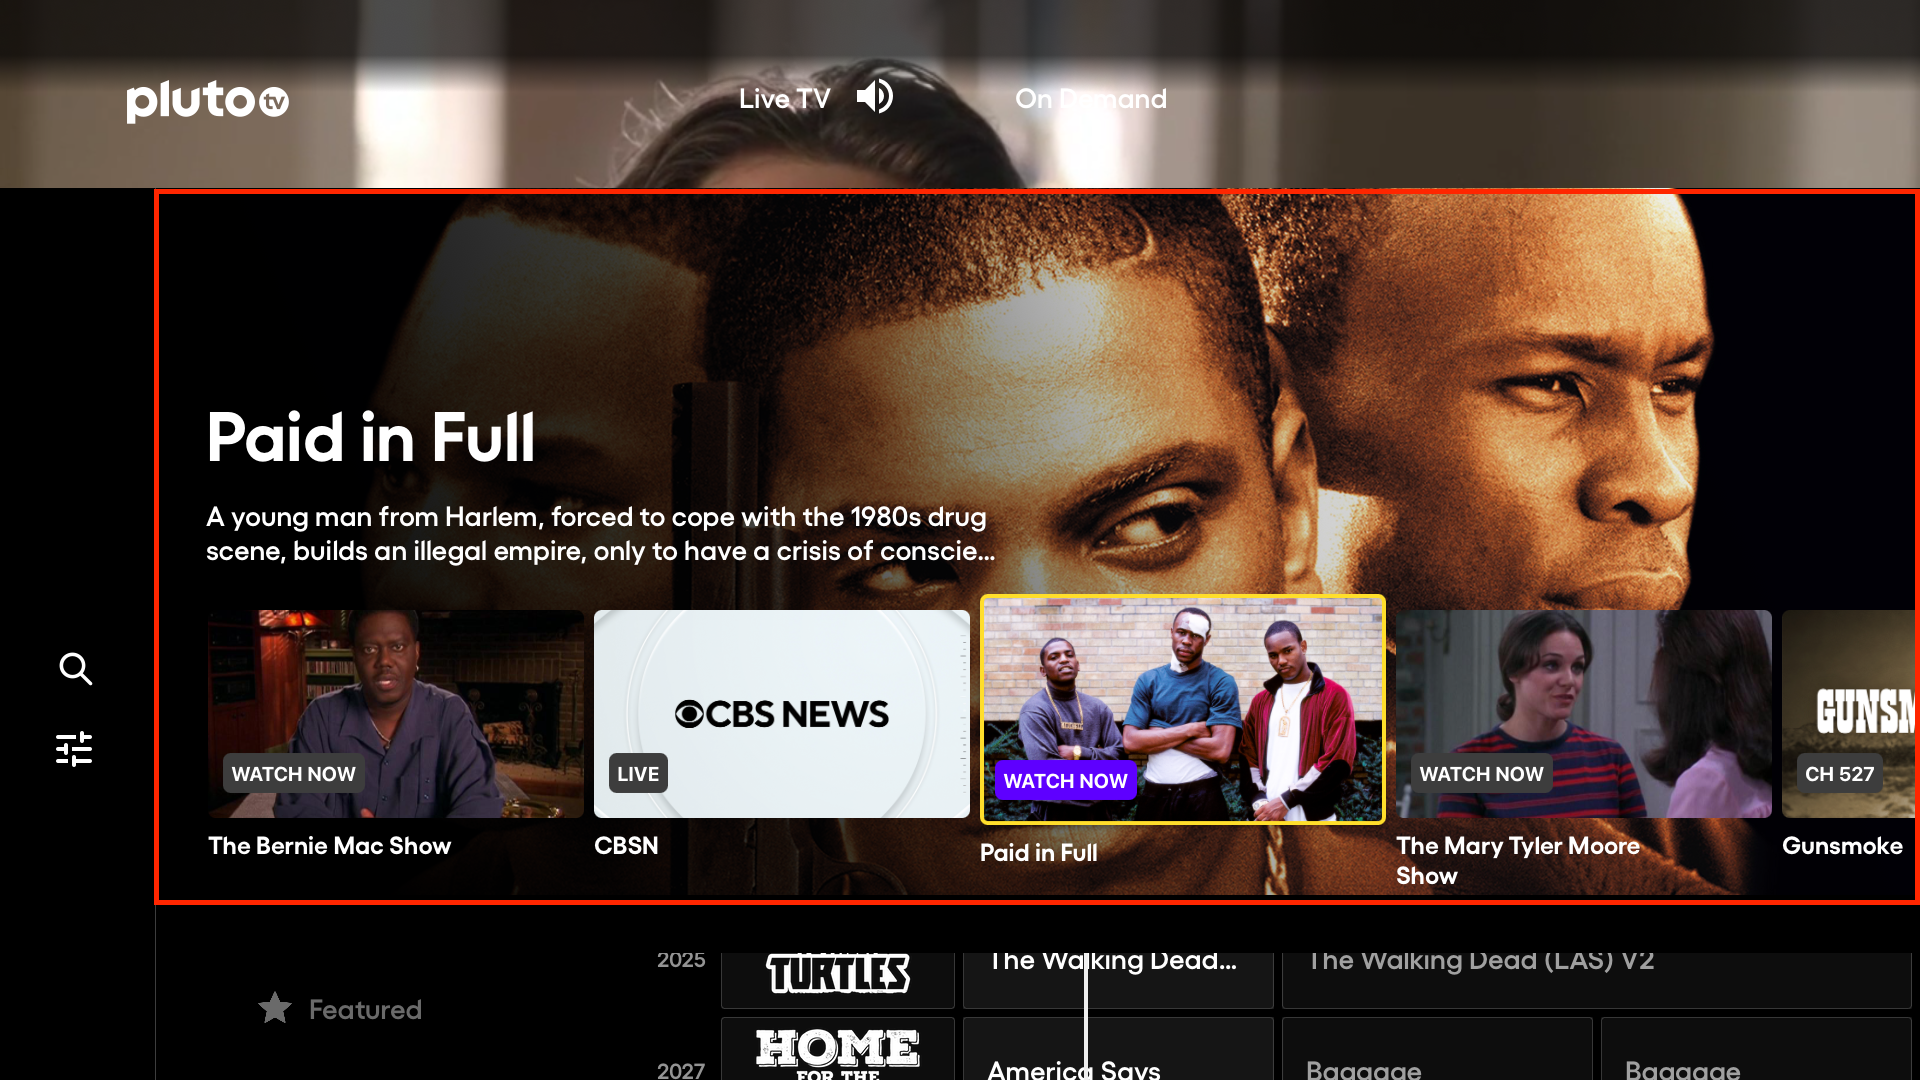 pluto tv
Live TV
On Demand
Paid in Full
A young man from Harlem, forced to cope with the 1980s drug
scene, builds an illegal empire, only to have a crisis of conscie...
WATCH NOW
The Bernie Mac Show
CBS NEWS
LIVE
CBSN
WATCH NOW
Paid in Full
WATCH NOW
The Mary Tyler Moore
Show
GUNSM
CH 527
Gunsmoke
Featured
2025
TURTLES
The Walking Dead...
The Walking Dead (LAS) V2
2027
HOME
FOR THE
America Says
Baggage
Baggage